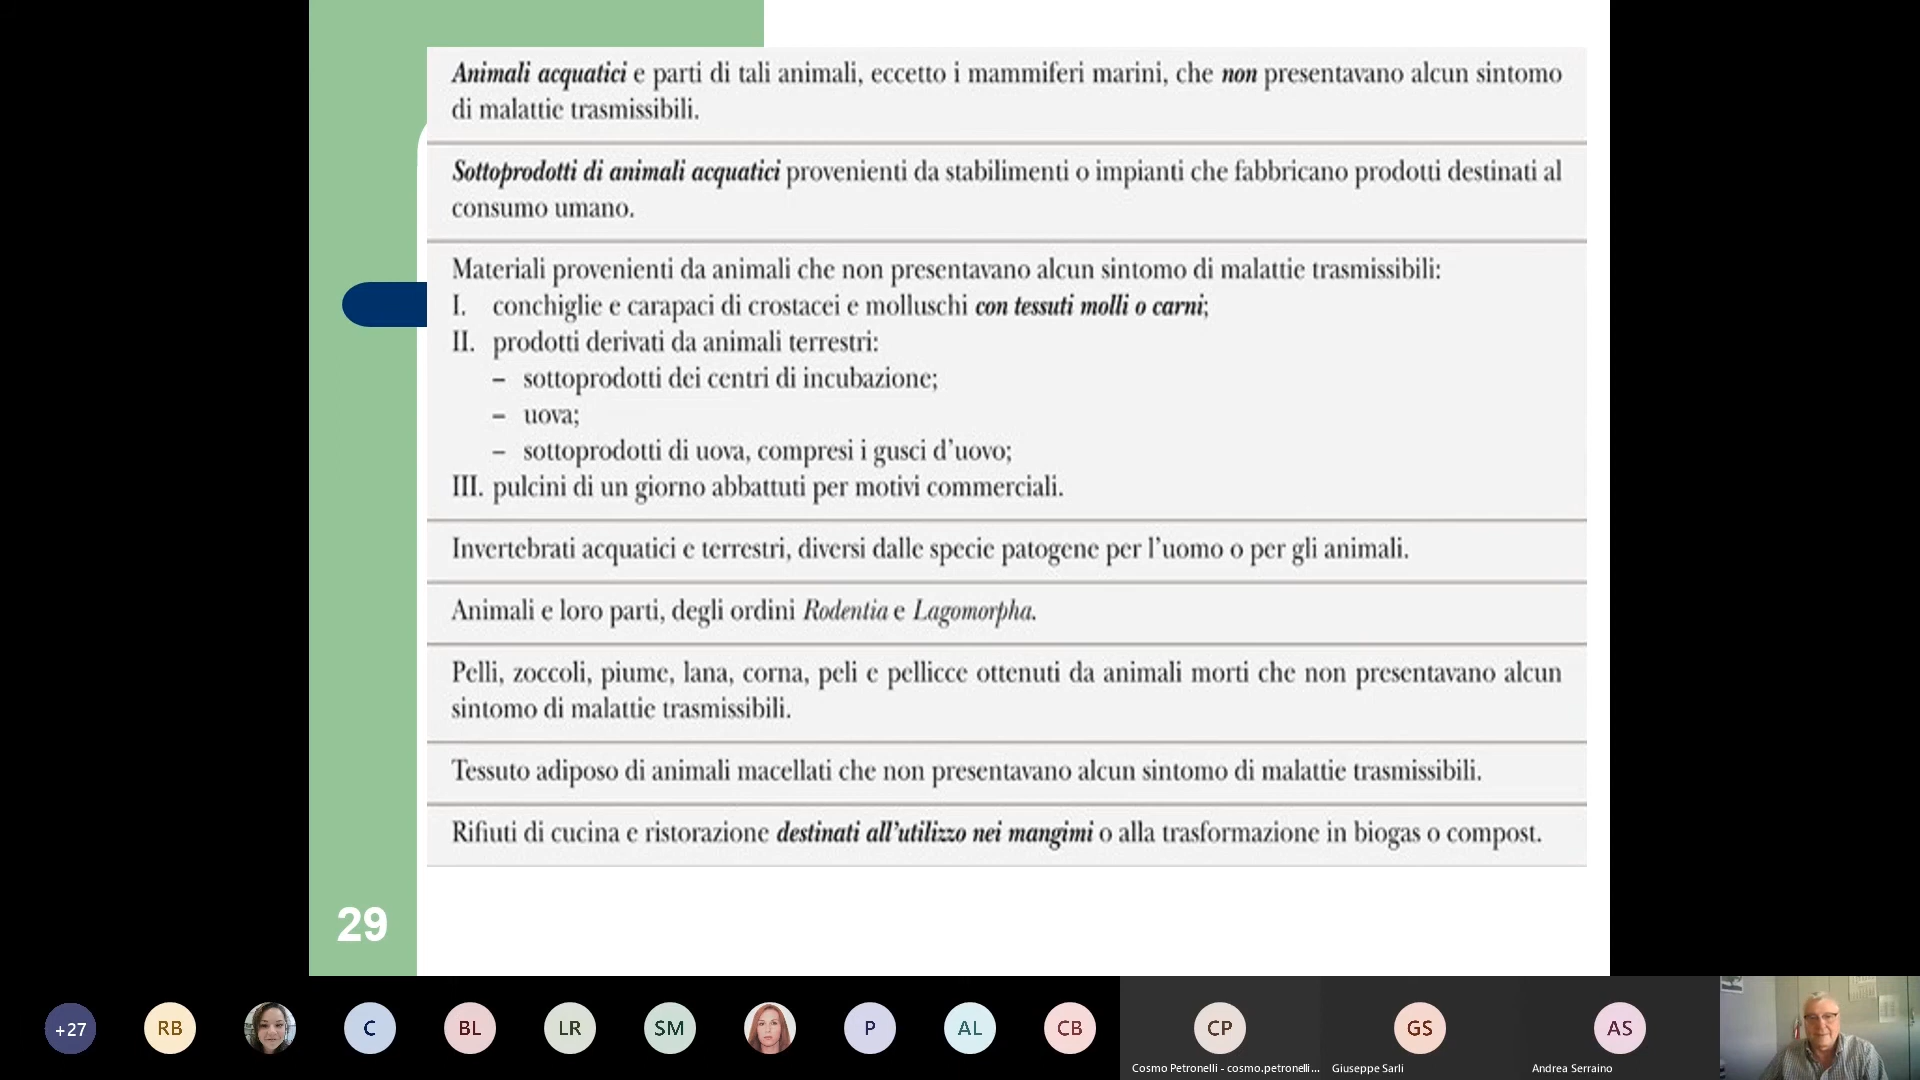 Animali acquatici e parti di tali animali, eccetto i mammiferi marini, che non presentavano alcun sintomo
di malattie trasmissibili.
Sottoprodotti di animali acquatici provenienti da stabilimenti o impianti che fabbricano prodotti destinati al
consumo umano.
Materiali provenienti da animali che non presentavano alcun sintomo di malattie trasmissibili:
I. conchiglie e carapaci di crostacei e molluschi con tessuti molli o carni;
II. prodotti derivati da animali terrestri:
– sottoprodotti dei centri di incubazione;
– uova;
– sottoprodotti di uova, compresi i gusci d'uovo;
III. pulcini di un giorno abbattuti per motivi commerciali.
Invertebrati acquatici e terrestri, diversi dalle specie patogene per l'uomo o per gli animali.
Animali e loro parti, degli ordini Rodentia e Lagomorpha.
Pelli, zoccoli, piume, lana, corna, peli e pellicce ottenuti da animali morti che non presentavano alcun
sintomo di malattie trasmissibili.
Tessuto adiposo di animali macellati che non presentavano alcun sintomo di malattie trasmissibili.
Rifiuti di cucina e ristorazione destinati all'utilizzo nei mangimi o alla trasformazione in biogas o compost.
29
+27 RB C BL LR SM P AL CB CP GS AS
Cosmo Petronelli - cosmo.petronelli... Giuseppe Sarli Andrea Serraino